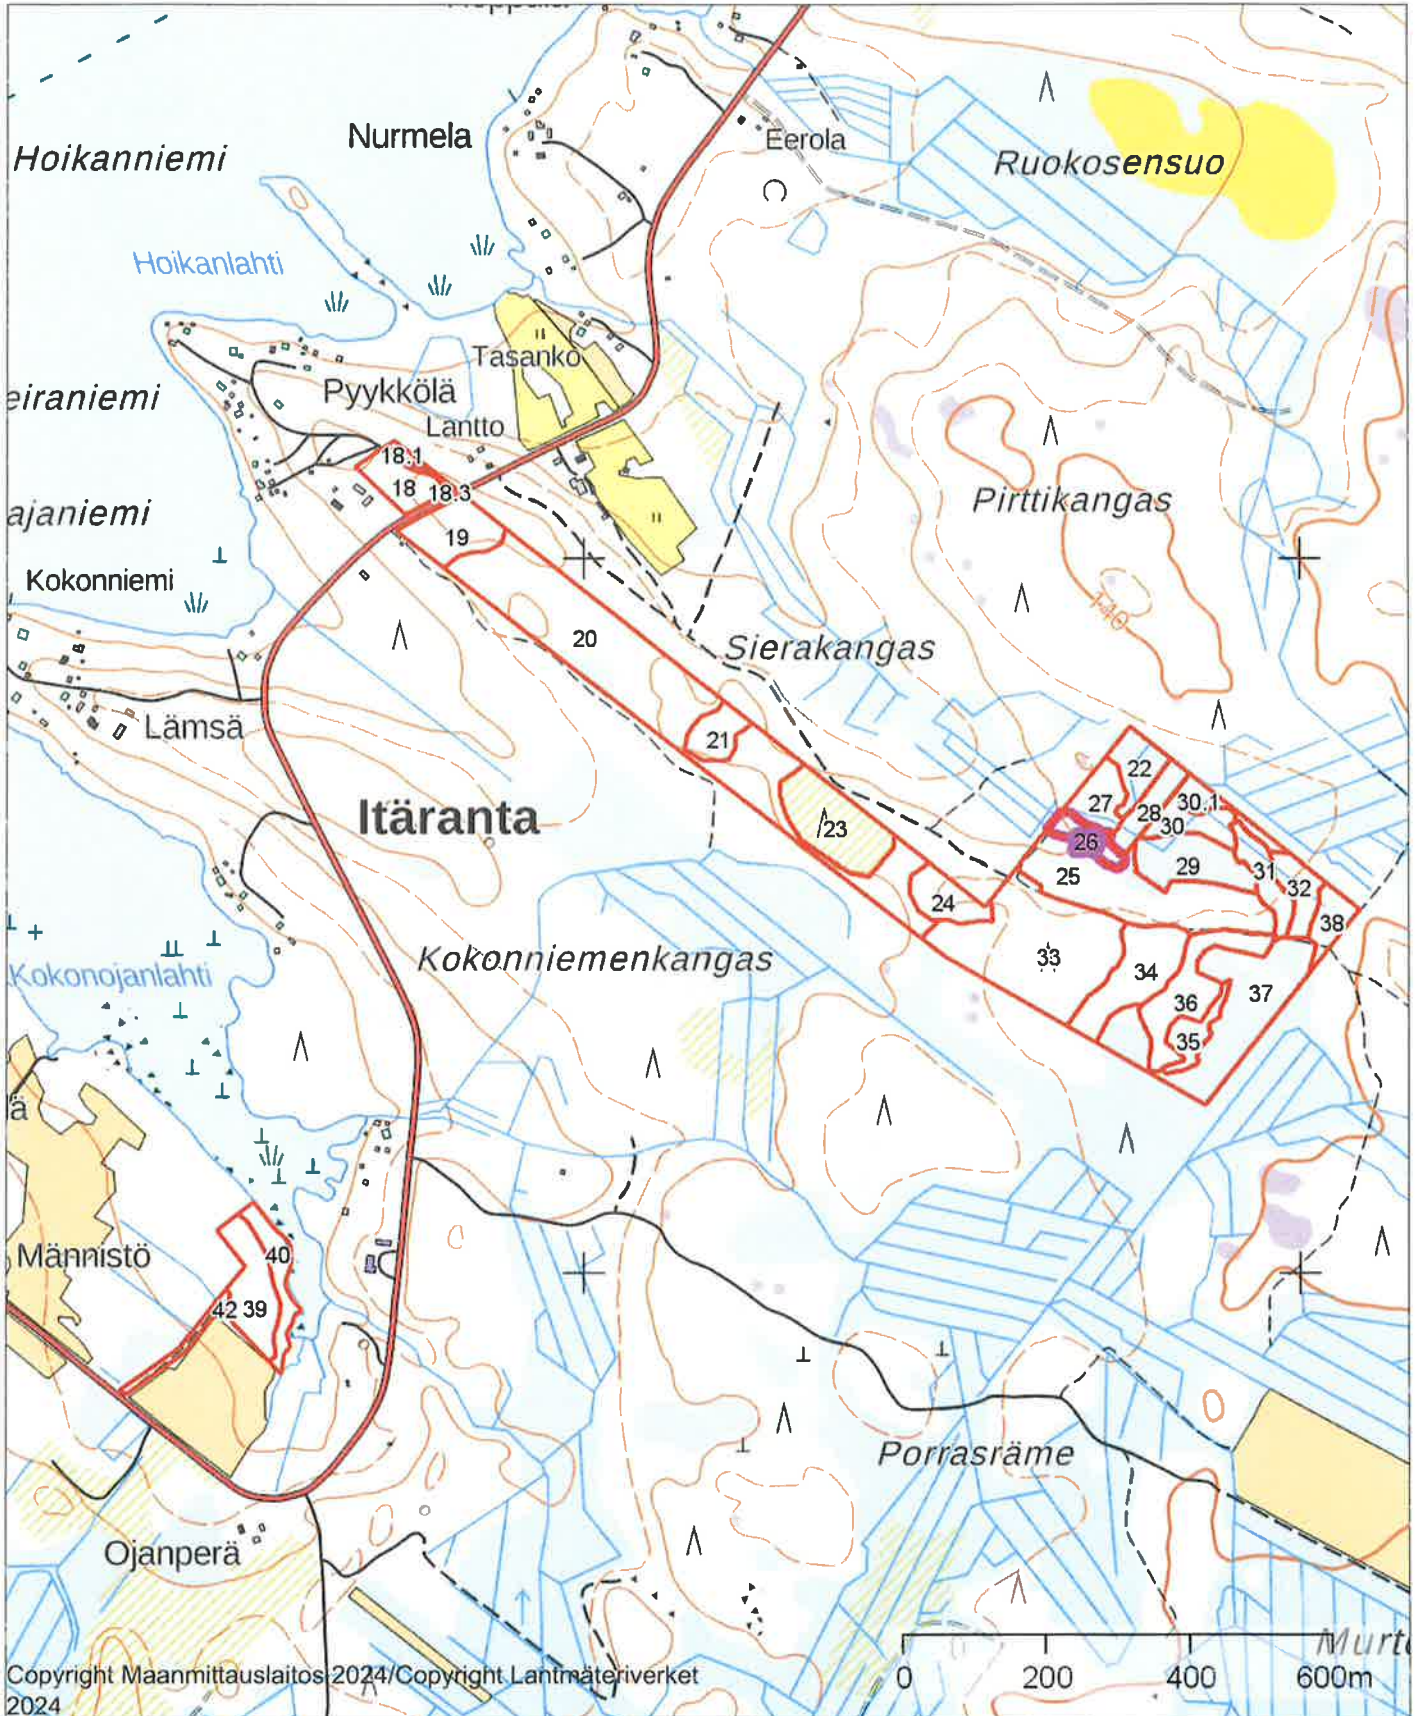 Nurmela
Eerola
Hoikanniemi
Ruokosensuo
Hoikanlahti
Tasanko
Pyykkölä
eiraniemi
Lantto
18.1
18
18.3
Pirttikangas
ajaniemi
19
Kokonniemi
140
20
Sierakangas
Lämsä
21
22
27
30.1
28
30
Itäranta
23
26
29
25
31
32
24
38
Kokonniemenkangas
33
Kokonojanlahti
34
37
36
35
ä
Männistö
40
42
39
Porrasräme
Ojanperä
Murto
Copyright Maanmittauslaitos 2024/Copyright Lantmäteriverket
2024
0
200
400
600m